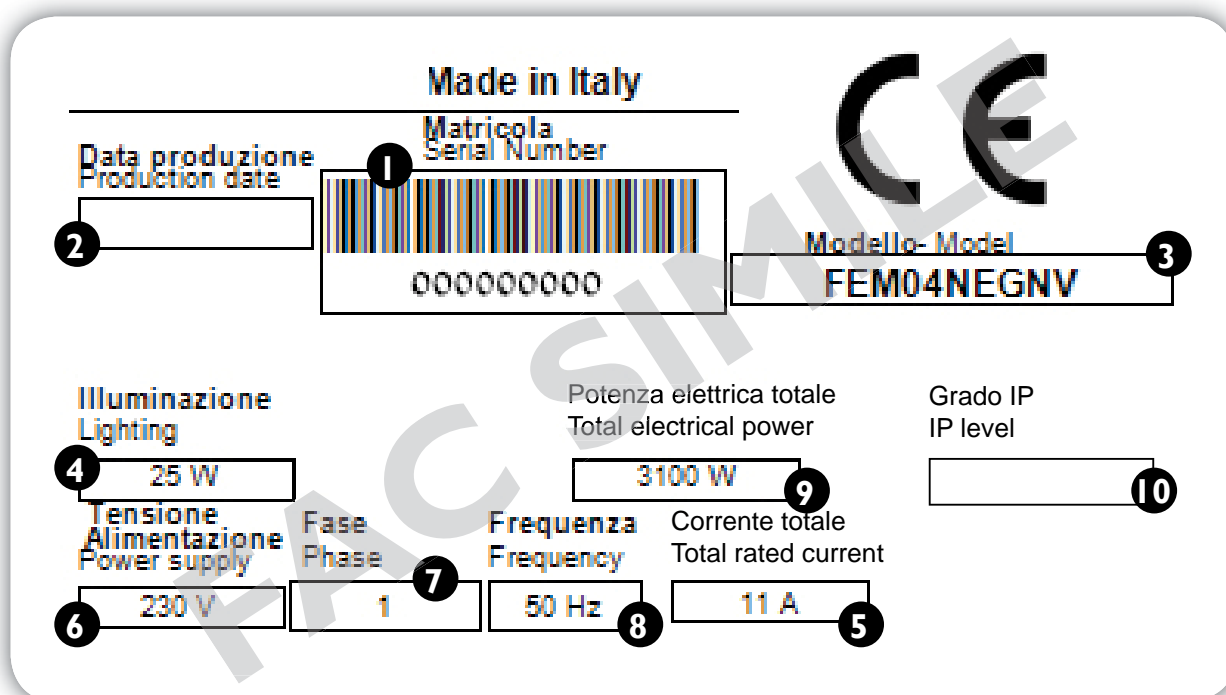 Made in Italy
CE
Matricola
Serial Number
Data produzione
Production date
1
2
000000000
Modello- Model
3
FEM04NEGNV
FAC SIMILE
Illuminazione
Lighting
Potenza elettrica totale
Total electrical power
Grado IP
IP level
4
25 W
3100 W
9
10
Tensione
Alimentazione
Power supply
Fase
Phase
Frequenza
Frequency
Corrente totale
Total rated current
6
230 V
7
1
50 Hz
8
11 A
5